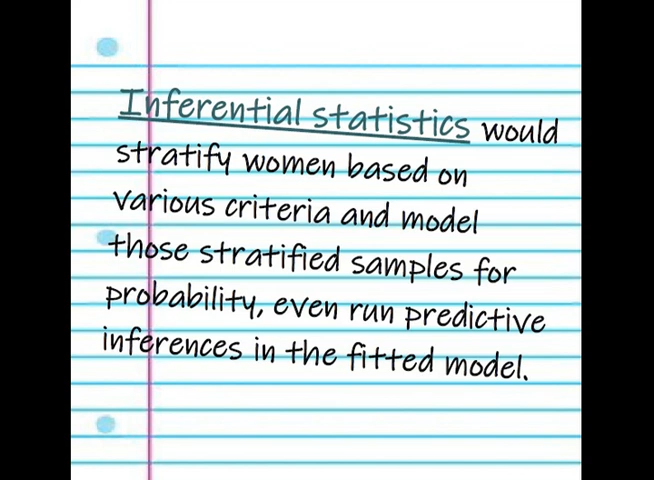 Inferential statistics would
stratify women based on
various criteria and model
those stratified samples for
probability, even run predictive
inferences in the fitted model.